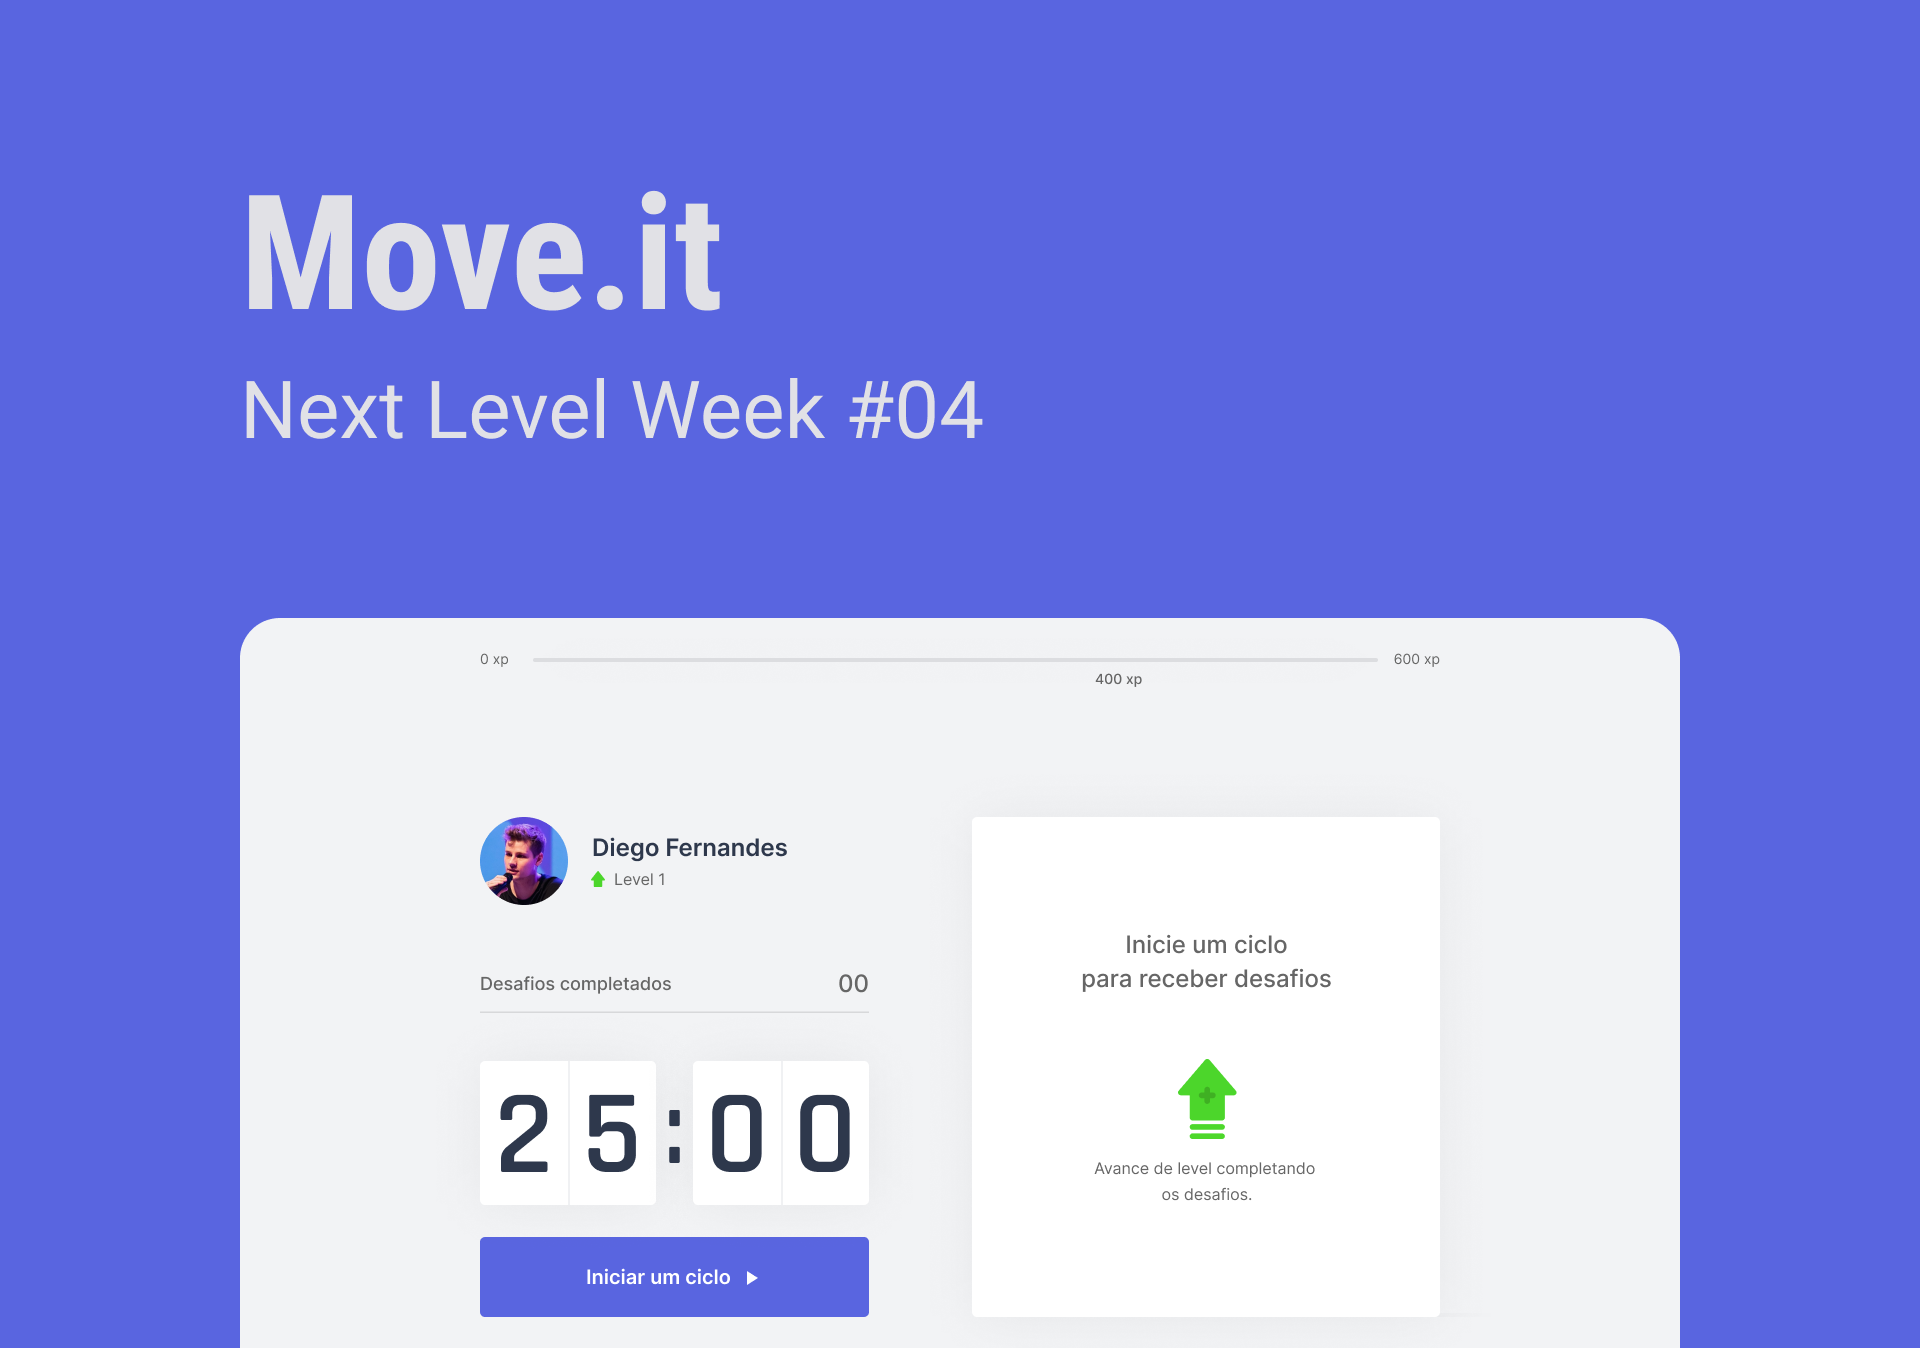 Move.it
Next Level Week #04
0 xp
600 xp
400 xp
Diego Fernandes
Level 1
Desafios completados 00
25:00
Iniciar um ciclo
Inicie um ciclo
para receber desafios
Avance de level completando
os desafios.